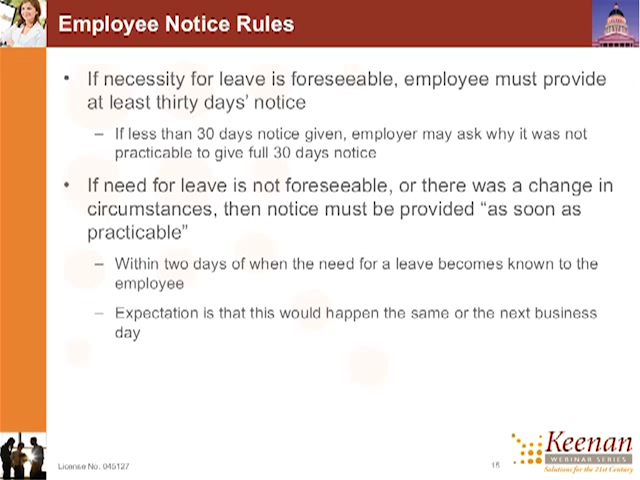 Employee Notice Rules
• If necessity for leave is foreseeable, employee must provide
at least thirty days' notice
– If less than 30 days notice given, employer may ask why it was not
practicable to give full 30 days notice
• If need for leave is not foreseeable, or there was a change in
circumstances, then notice must be provided “as soon as
practicable”
– Within two days of when the need for a leave becomes known to the
employee
– Expectation is that this would happen the same or the next business
day
License No. 045127
15
Keenan
WEBINAR SERIES
Solutions for the 21st Century